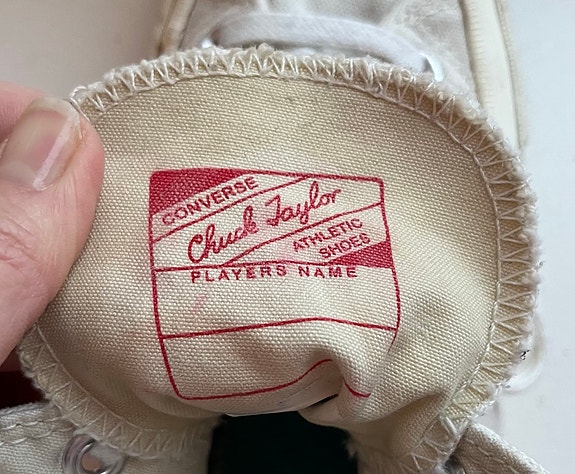 CONVERSE
Chuck Taylor
ATHLETIC
SHOES
PLAYERS NAME